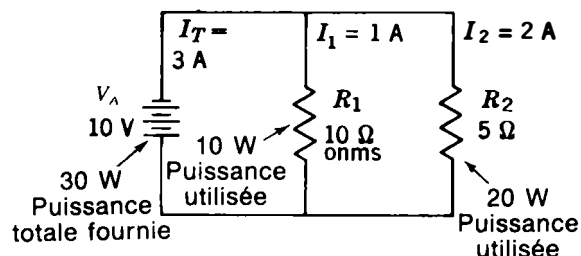 I_T =
3 A
I_1 = 1 A
I_2 = 2 A
V_A
10 V
R_1
10 Ω
onms
R_2
5 Ω
10 W
Puissance
utilisée
30 W
Puissance
totale fournie
20 W
Puissance
utilisée